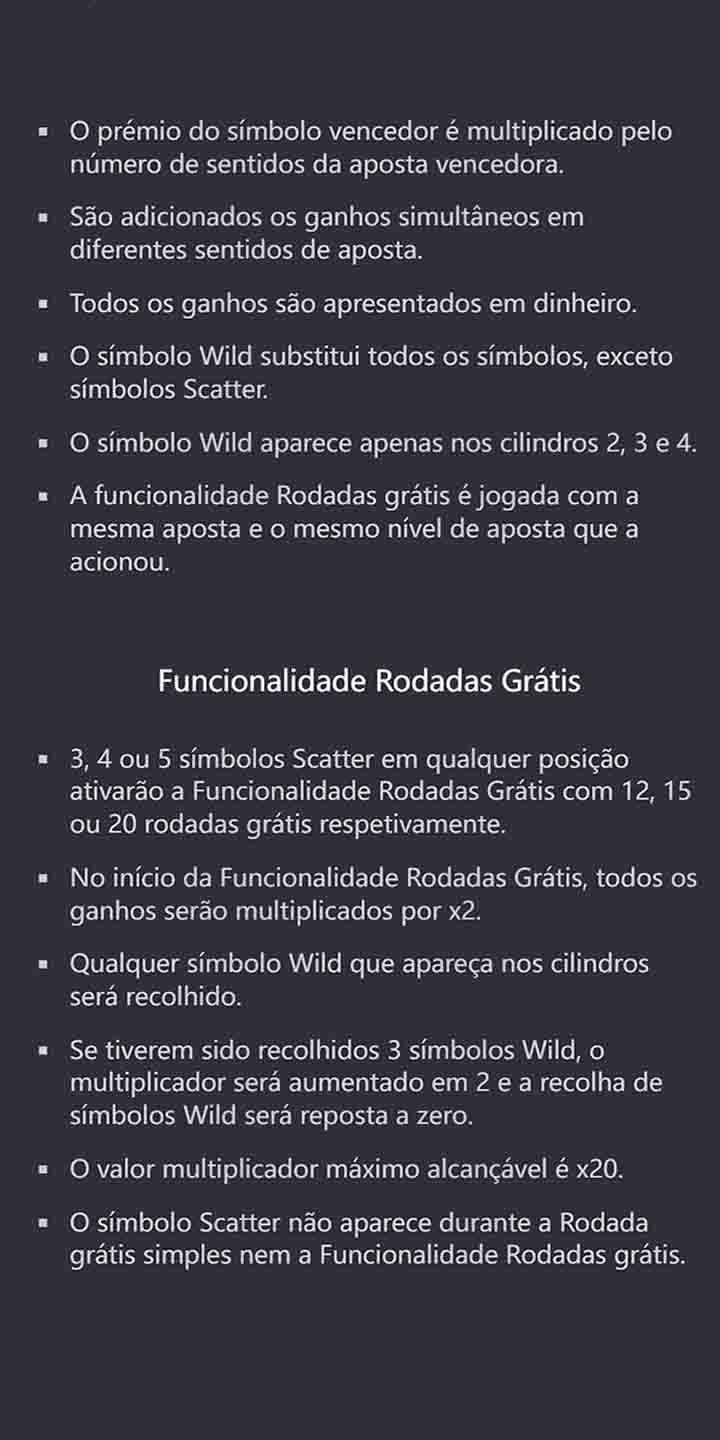 ▪ O prémio do símbolo vencedor é multiplicado pelo
número de sentidos da aposta vencedora.
▪ São adicionados os ganhos simultâneos em
diferentes sentidos de aposta.
▪ Todos os ganhos são apresentados em dinheiro.
▪ O símbolo Wild substitui todos os símbolos, exceto
símbolos Scatter.
▪ O símbolo Wild aparece apenas nos cilindros 2, 3 e 4.
▪ A funcionalidade Rodadas grátis é jogada com a
mesma aposta e o mesmo nível de aposta que a
acionou.
Funcionalidade Rodadas Grátis
▪ 3, 4 ou 5 símbolos Scatter em qualquer posição
ativarão a Funcionalidade Rodadas Grátis com 12, 15
ou 20 rodadas grátis respetivamente.
▪ No início da Funcionalidade Rodadas Grátis, todos os
ganhos serão multiplicados por x2.
▪ Qualquer símbolo Wild que apareça nos cilindros
será recolhido.
▪ Se tiverem sido recolhidos 3 símbolos Wild, o
multiplicador será aumentado em 2 e a recolha de
símbolos Wild será reposta a zero.
▪ O valor multiplicador máximo alcançável é x20.
▪ O símbolo Scatter não aparece durante a Rodada
grátis simples nem a Funcionalidade Rodadas grátis.